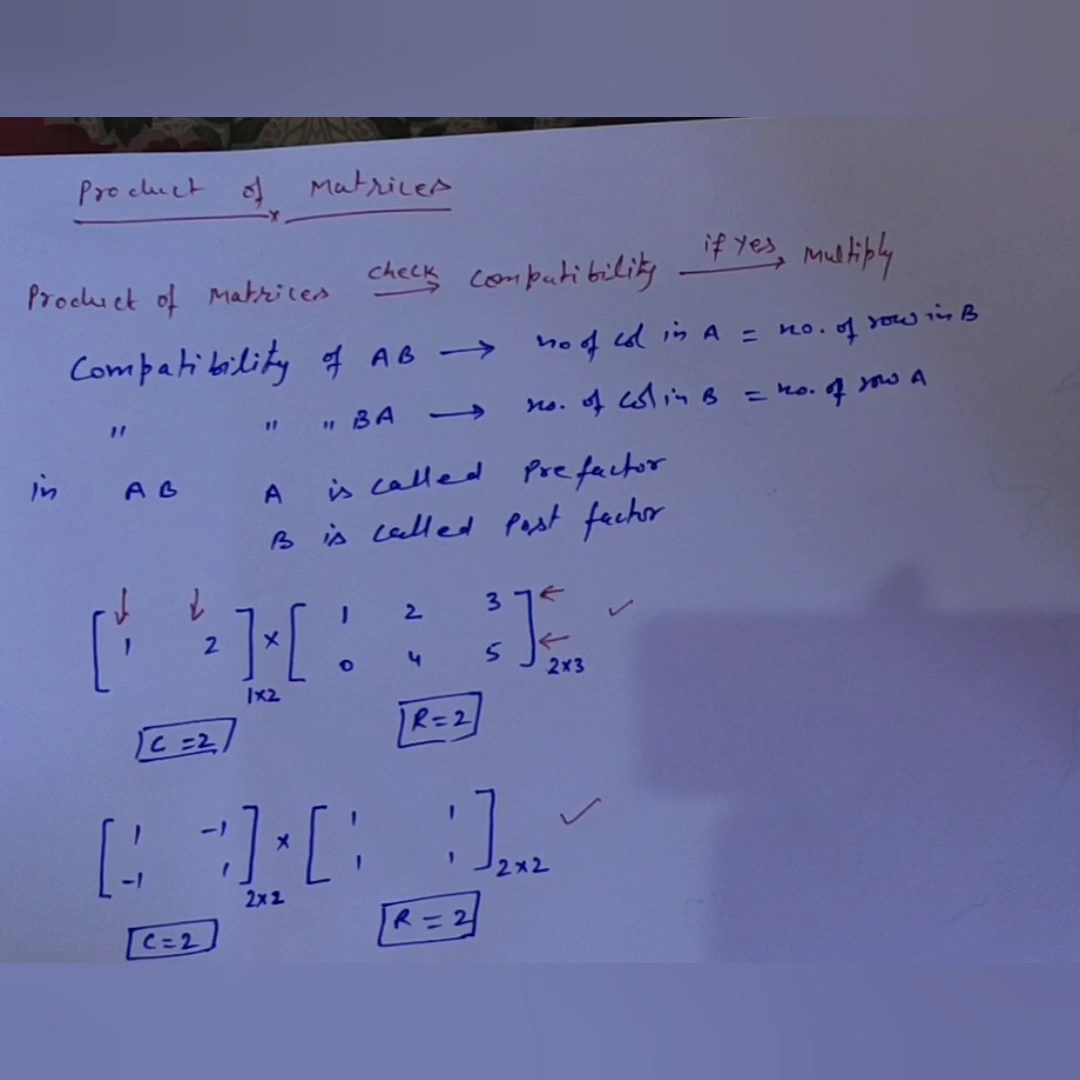 Product of Matrices
Product of Matrices check → Compatibility if yes → Multiply
Compatibility of AB → no of col in A = no. of row in B
" " " BA → no. of col in B = no. of row A
in AB A is called Prefactor
B is called Post factor
[ 1 2 ] 1x2 x [ 1 2 3
0 4 5 ] 2x3 ✓
C = 2 R = 2
[ 1 -1 ] x [ 1 1 ] ✓
-1 1 2x2 1 1 2x2
C = 2 R = 2